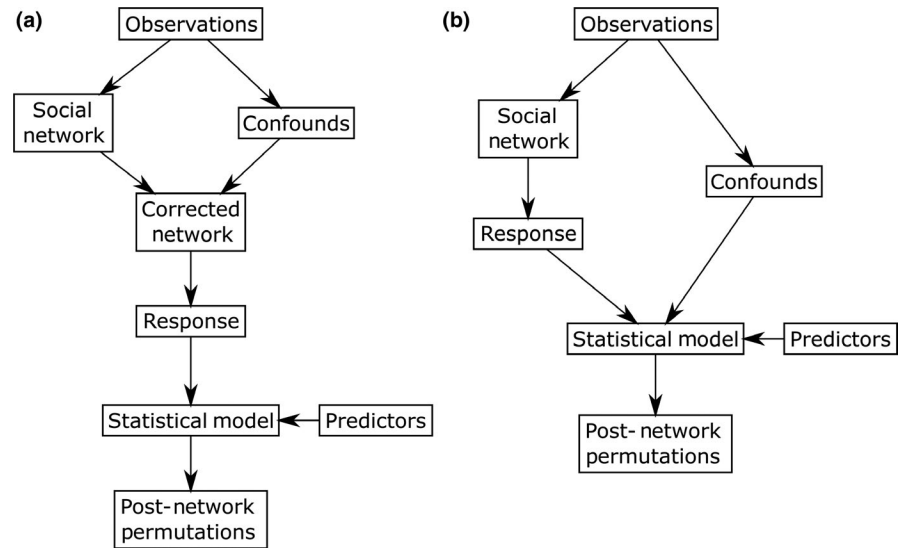 (a)
Observations
Social
network
Confounds
Corrected
network
Response
Statistical model
Predictors
Post-network
permutations
(b)
Observations
Social
network
Confounds
Response
Statistical model
Predictors
Post- network
permutations